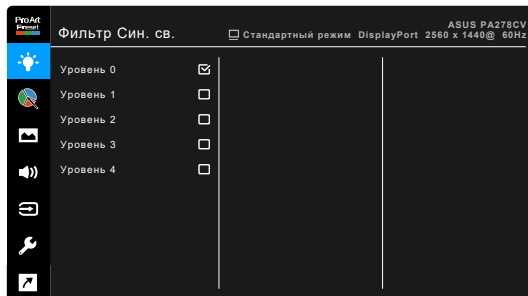 ProArt
Preset
Фильтр Син. св.
ASUS PA278CV
Стандартный режим DisplayPort 2560 x 1440@ 60Hz
Уровень 0
Уровень 1
Уровень 2
Уровень 3
Уровень 4